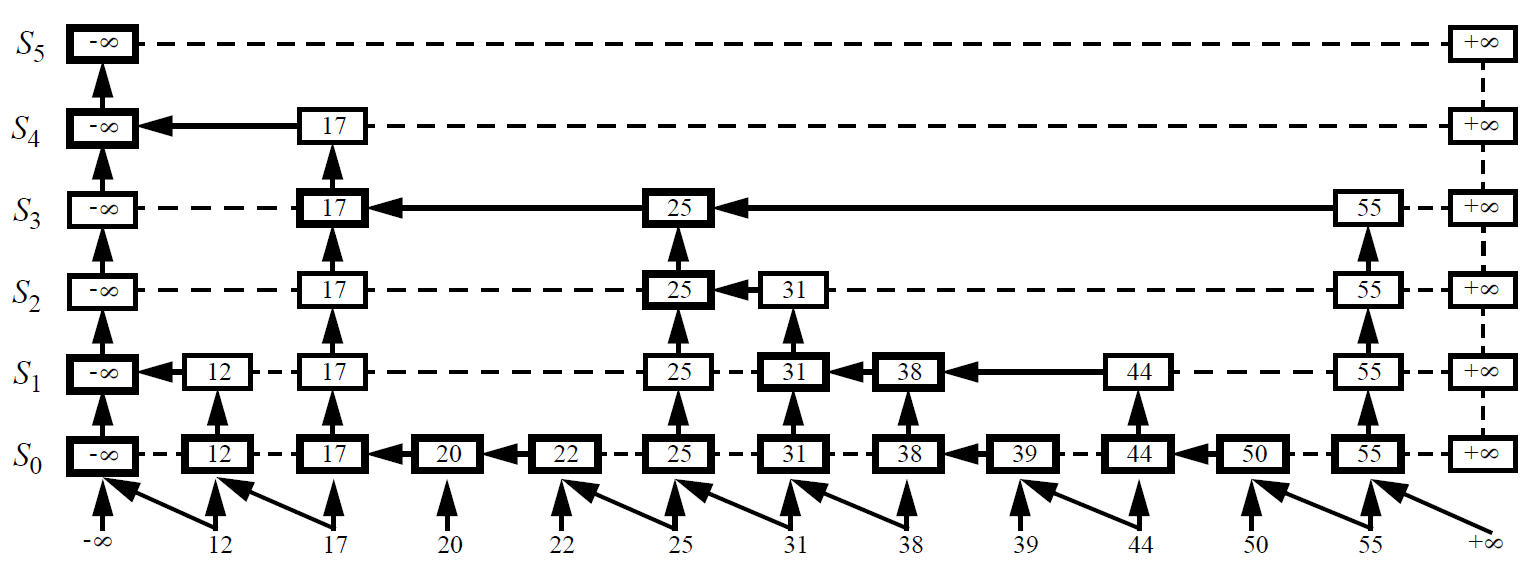 S5 -∞ +∞
S4 -∞ 17 +∞
S3 -∞ 17 25 55 +∞
S2 -∞ 17 25 31 55 +∞
S1 -∞ 12 17 25 31 38 44 55 +∞
S0 -∞ 12 17 20 22 25 31 38 39 44 50 55 +∞
-∞ 12 17 20 22 25 31 38 39 44 50 55 +∞